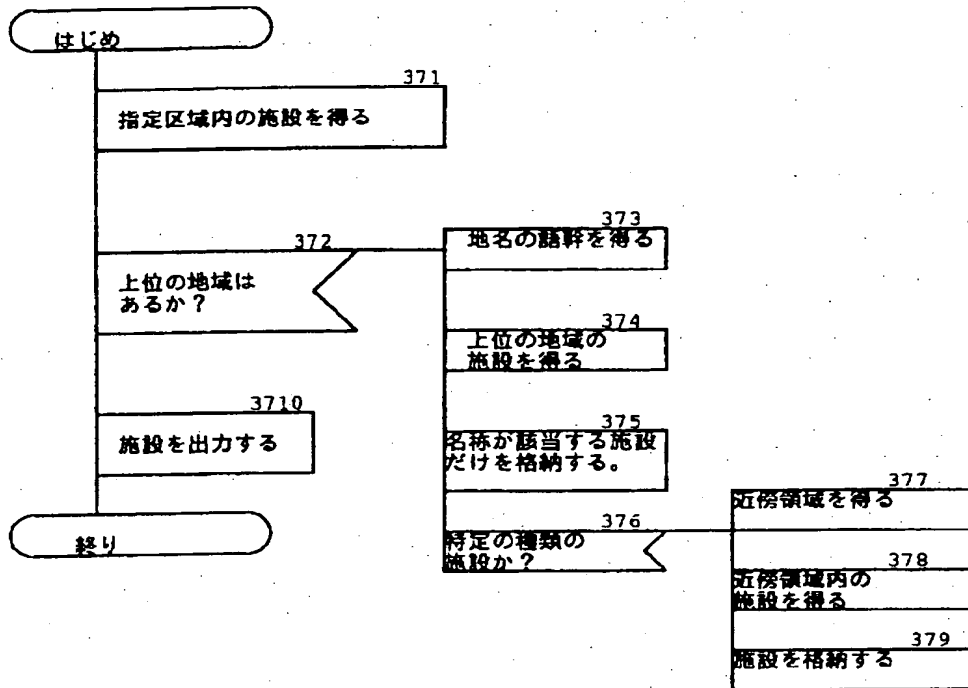 はじめ
371
指定区域内の施設を得る
372
上位の地域は
あるか？
373
地名の語幹を得る
374
上位の地域の
施設を得る
375
名称が該当する施設
だけを格納する。
376
特定の種類の
施設か？
377
近傍領域を得る
378
近傍領域内の
施設を得る
379
施設を格納する
3710
施設を出力する
終り